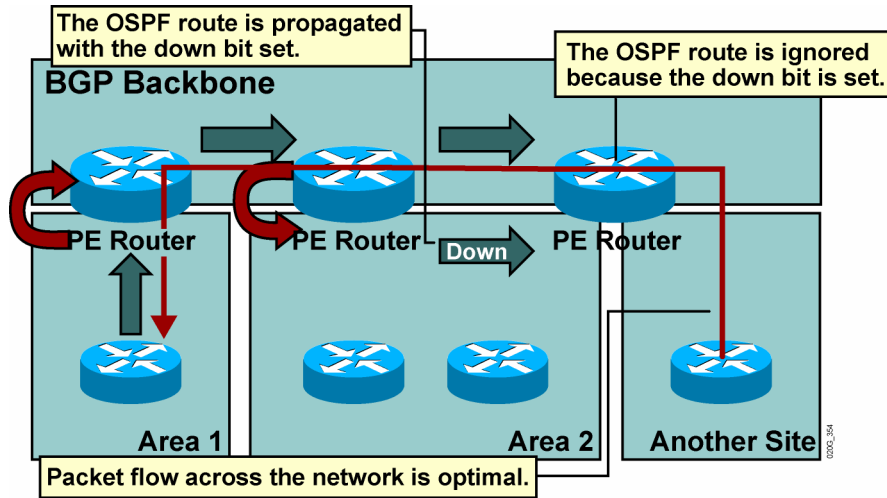 The OSPF route is propagated
with the down bit set.
The OSPF route is ignored
because the down bit is set.
BGP Backbone
PE Router
PE Router
PE Router
Down
Area 1
Area 2
Another Site
020G_354
Packet flow across the network is optimal.